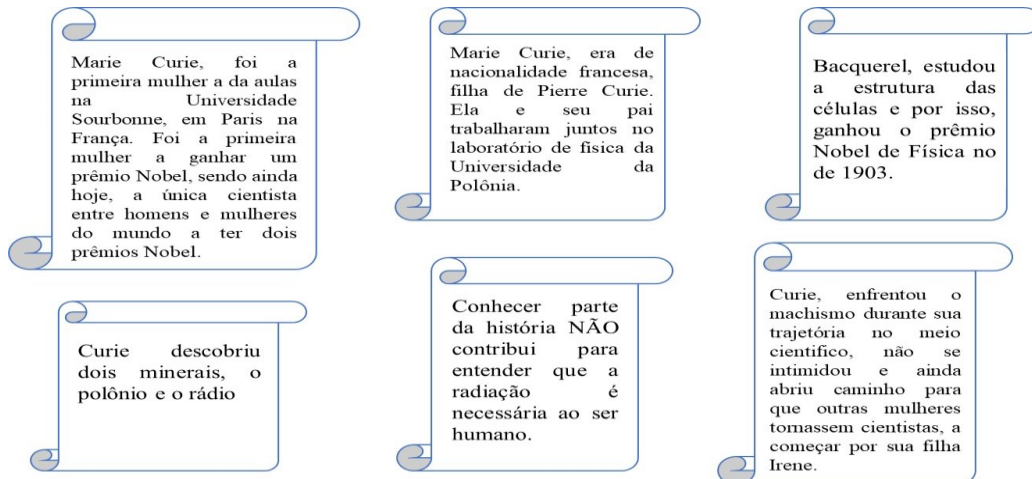 Marie Curie, foi a
primeira mulher a da aulas
na Universidade
Sourbonne, em Paris na
França. Foi a primeira
mulher a ganhar um
prêmio Nobel, sendo ainda
hoje, a única cientista
entre homens e mulheres
do mundo a ter dois
prêmios Nobel.
Marie Curie, era de
nacionalidade francesa,
filha de Pierre Curie.
Ela e seu pai
trabalharam juntos no
laboratório de física da
Universidade da
Polônia.
Bacquerel, estudou
a estrutura das
células e por isso,
ganhou o prêmio
Nobel de Física no
de 1903.
Curie descobriu
dois minerais, o
polônio e o rádio
Conhecer parte
da história NÃO
contribui para
entender que a
radiação é
necessária ao ser
humano.
Curie, enfrentou o
machismo durante sua
trajetória no meio
cientifico, não se
intimidou e ainda
abriu caminho para
que outras mulheres
tornassem cientistas, a
começar por sua filha
Irene.